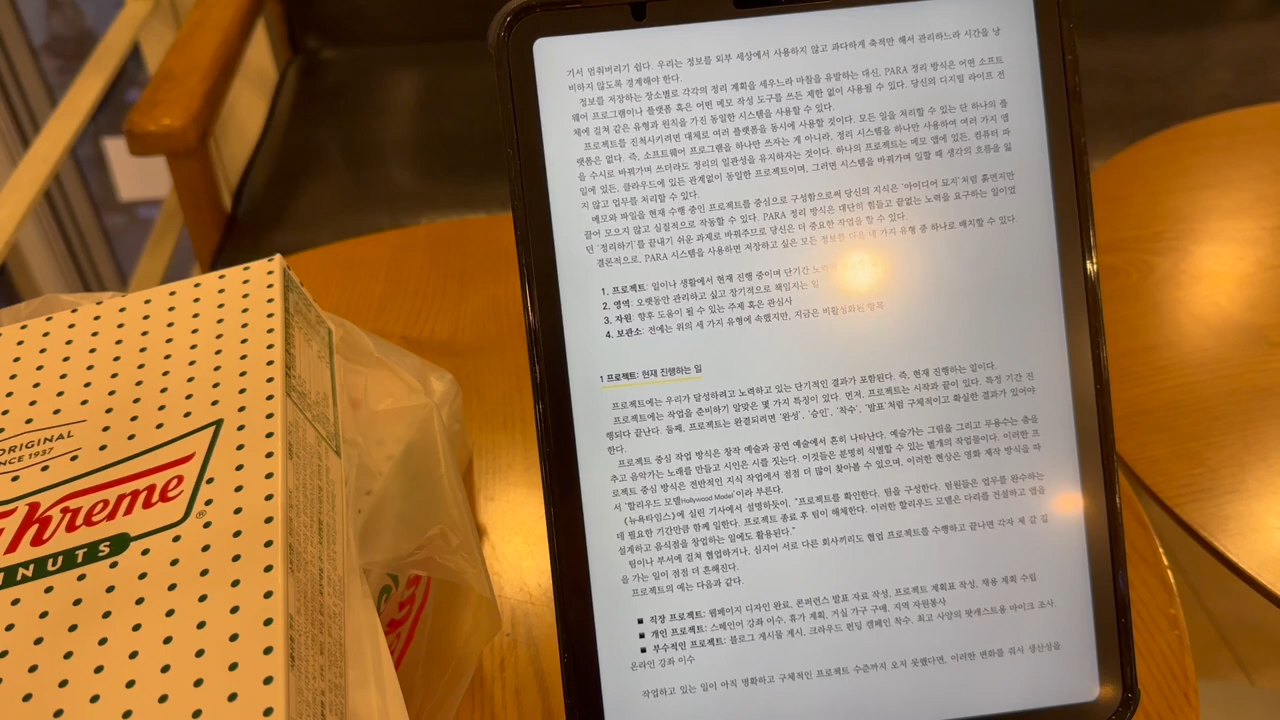 ORIGINAL
SINCE 1937
Kreme
®
NUTS
기서 멈춰버리기 쉽다. 우리는 정보를 외부 세상에서 사용하지 않고 과다하게 축적만 해서 관리하느라 시간을 낭
비하지 않도록 경계해야 한다.
정보를 저장하는 장소별로 각각의 정리 계획을 세우느라 마찰을 유발하는 대신, PARA 정리 방식은 어떤 소프트
웨어 프로그램이나 플랫폼 혹은 어떤 메모 작성 도구를 쓰든 제한 없이 사용될 수 있다. 당신의 디지털 라이프 전
체에 걸쳐 같은 유형과 원칙을 가진 동일한 시스템을 사용할 수 있다.
프로젝트를 진척시키려면 대체로 여러 플랫폼을 동시에 사용할 것이다. 모든 일을 처리할 수 있는 단 하나의 플
랫폼은 없다. 즉, 소프트웨어 프로그램을 하나만 쓰자는 게 아니라, 정리 시스템을 하나만 사용하여 여러 가지 앱
을 수시로 바꿔가며 쓰더라도 정리의 일관성을 유지하자는 것이다. 하나의 프로젝트는 메모 앱에 있든, 컴퓨터 파
일에 있든, 클라우드에 있든 관계없이 동일한 프로젝트이며, 그러면 시스템을 바꿔가며 일할 때 생각의 흐름을 잃
지 않고 업무를 처리할 수 있다.
메모와 파일을 현재 수행 중인 프로젝트를 중심으로 구성함으로써 당신의 지식은 '아이디어 묘지'처럼 긁면지만
끌어 모으지 않고 실질적으로 작동할 수 있다. PARA 정리 방식은 대단히 힘들고 끝없는 노력을 요구하는 일이었
던 '정리하기'를 끝내기 쉬운 과제로 바꿔주므로 당신은 더 중요한 작업을 할 수 있다.
결론적으로, PARA 시스템을 사용하면 저장하고 싶은 모든 정보를 다음 네 가지 유형 중 하나로 배치할 수 있다.
1. 프로젝트: 일이나 생활에서 현재 진행 중이며 단기간
2. 영역: 오랫동안 관리하고 싶고 장기적으로 책임지는 일
3. 자원: 향후 도움이 될 수 있는 주제 혹은 관심사
4. 보관소: 전에는 위의 세 가지 유형에 속했지만, 지금은 비활성화된 항목
1 프로젝트: 현재 진행하는 일
프로젝트에는 우리가 달성하려고 노력하고 있는 단기적인 결과가 포함된다. 즉, 현재 진행하는 일이다.
프로젝트에는 작업을 준비하기 알맞은 몇 가지 특징이 있다. 먼저, 프로젝트는 시작과 끝이 있다. 특정 기간 진
행되다 끝난다. 둘째, 프로젝트는 완결되려면 '완성', '승인', '착수', '발표'처럼 구체적이고 확실한 결과가 있어야
한다.
프로젝트 중심 작업 방식은 창작 예술과 공연 예술에서 흔히 나타난다. 예술가는 그림을 그리고 무용수는 춤을
추고 음악가는 노래를 만들고 시인은 시를 짓는다. 이것들은 분명히 식별할 수 있는 별개의 작업물이다. 이러한 프
로젝트 중심 방식은 전반적인 지식 작업에서 점점 더 많이 찾아볼 수 있으며, 이러한 현상은 영화 제작 방식을 따
서 '할리우드 모델Hollywood Model'이라 부른다.
《뉴욕타임스》에 실린 기사에서 설명하듯이, "프로젝트를 확인한다. 팀을 구성한다. 팀원들은 업무를 완수하는
데 필요한 기간만큼 함께 일한다. 프로젝트 종료 후 팀이 해체한다. 이러한 할리우드 모델은 다리를 건설하고 앱을
설계하고 음식점을 창업하는 일에도 활용된다."
팀이나 부서에 걸쳐 협업하거나, 심지어 서로 다른 회사끼리도 협업 프로젝트를 수행하고 끝나면 각자 제 갈 길
을 가는 일이 점점 더 흔해진다.
프로젝트의 예는 다음과 같다.
■ 직장 프로젝트: 웹페이지 디자인 완료, 콘퍼런스 발표 자료 작성, 프로젝트 계획표 작성, 채용 계획 수립
■ 개인 프로젝트: 스페인어 강좌 이수, 휴가 계획, 거실 가구 구매, 지역 자원봉사
■ 부수적인 프로젝트: 블로그 게시물 게시, 크라우드 펀딩 캠페인 착수, 최고 사양의 팟캐스트용 마이크 조사,
온라인 강좌 이수
작업하고 있는 일이 아직 명확하고 구체적인 프로젝트 수준까지 오지 못했다면, 이러한 변화를 줘서 생산성을